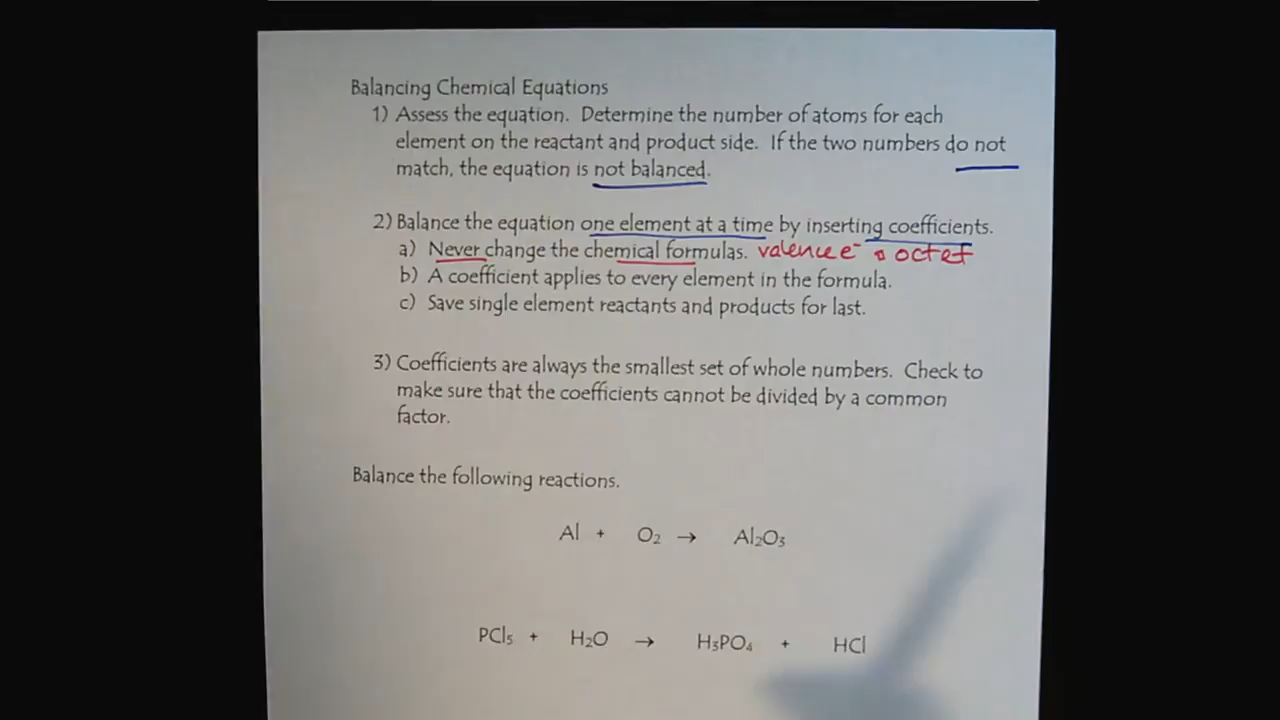 Balancing Chemical Equations
1) Assess the equation. Determine the number of atoms for each
element on the reactant and product side. If the two numbers do not
match, the equation is not balanced.
2) Balance the equation one element at a time by inserting coefficients.
a) Never change the chemical formulas. valence e⁻ octet
b) A coefficient applies to every element in the formula.
c) Save single element reactants and products for last.
3) Coefficients are always the smallest set of whole numbers. Check to
make sure that the coefficients cannot be divided by a common
factor.
Balance the following reactions.
Al + O₂ → Al₂O₃
PCl₅ + H₂O → H₃PO₄ + HCl